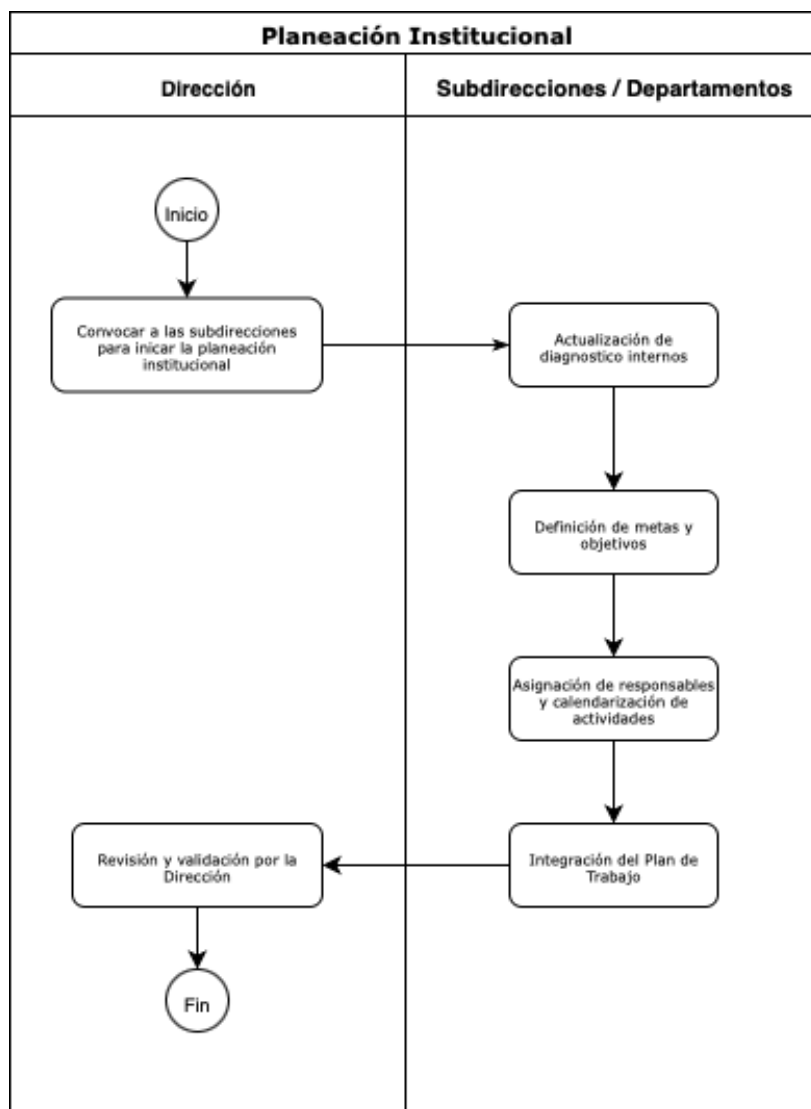 Planeación Institucional
Dirección
Subdirecciones / Departamentos
Inicio
Convocar a las subdirecciones
para inicar la planeación
institucional
Actualización de
diagnostico internos
Definición de metas y
objetivos
Asignación de responsables
y calendarización de
actividades
Integración del Plan de
Trabajo
Revisión y validación por la
Dirección
Fin